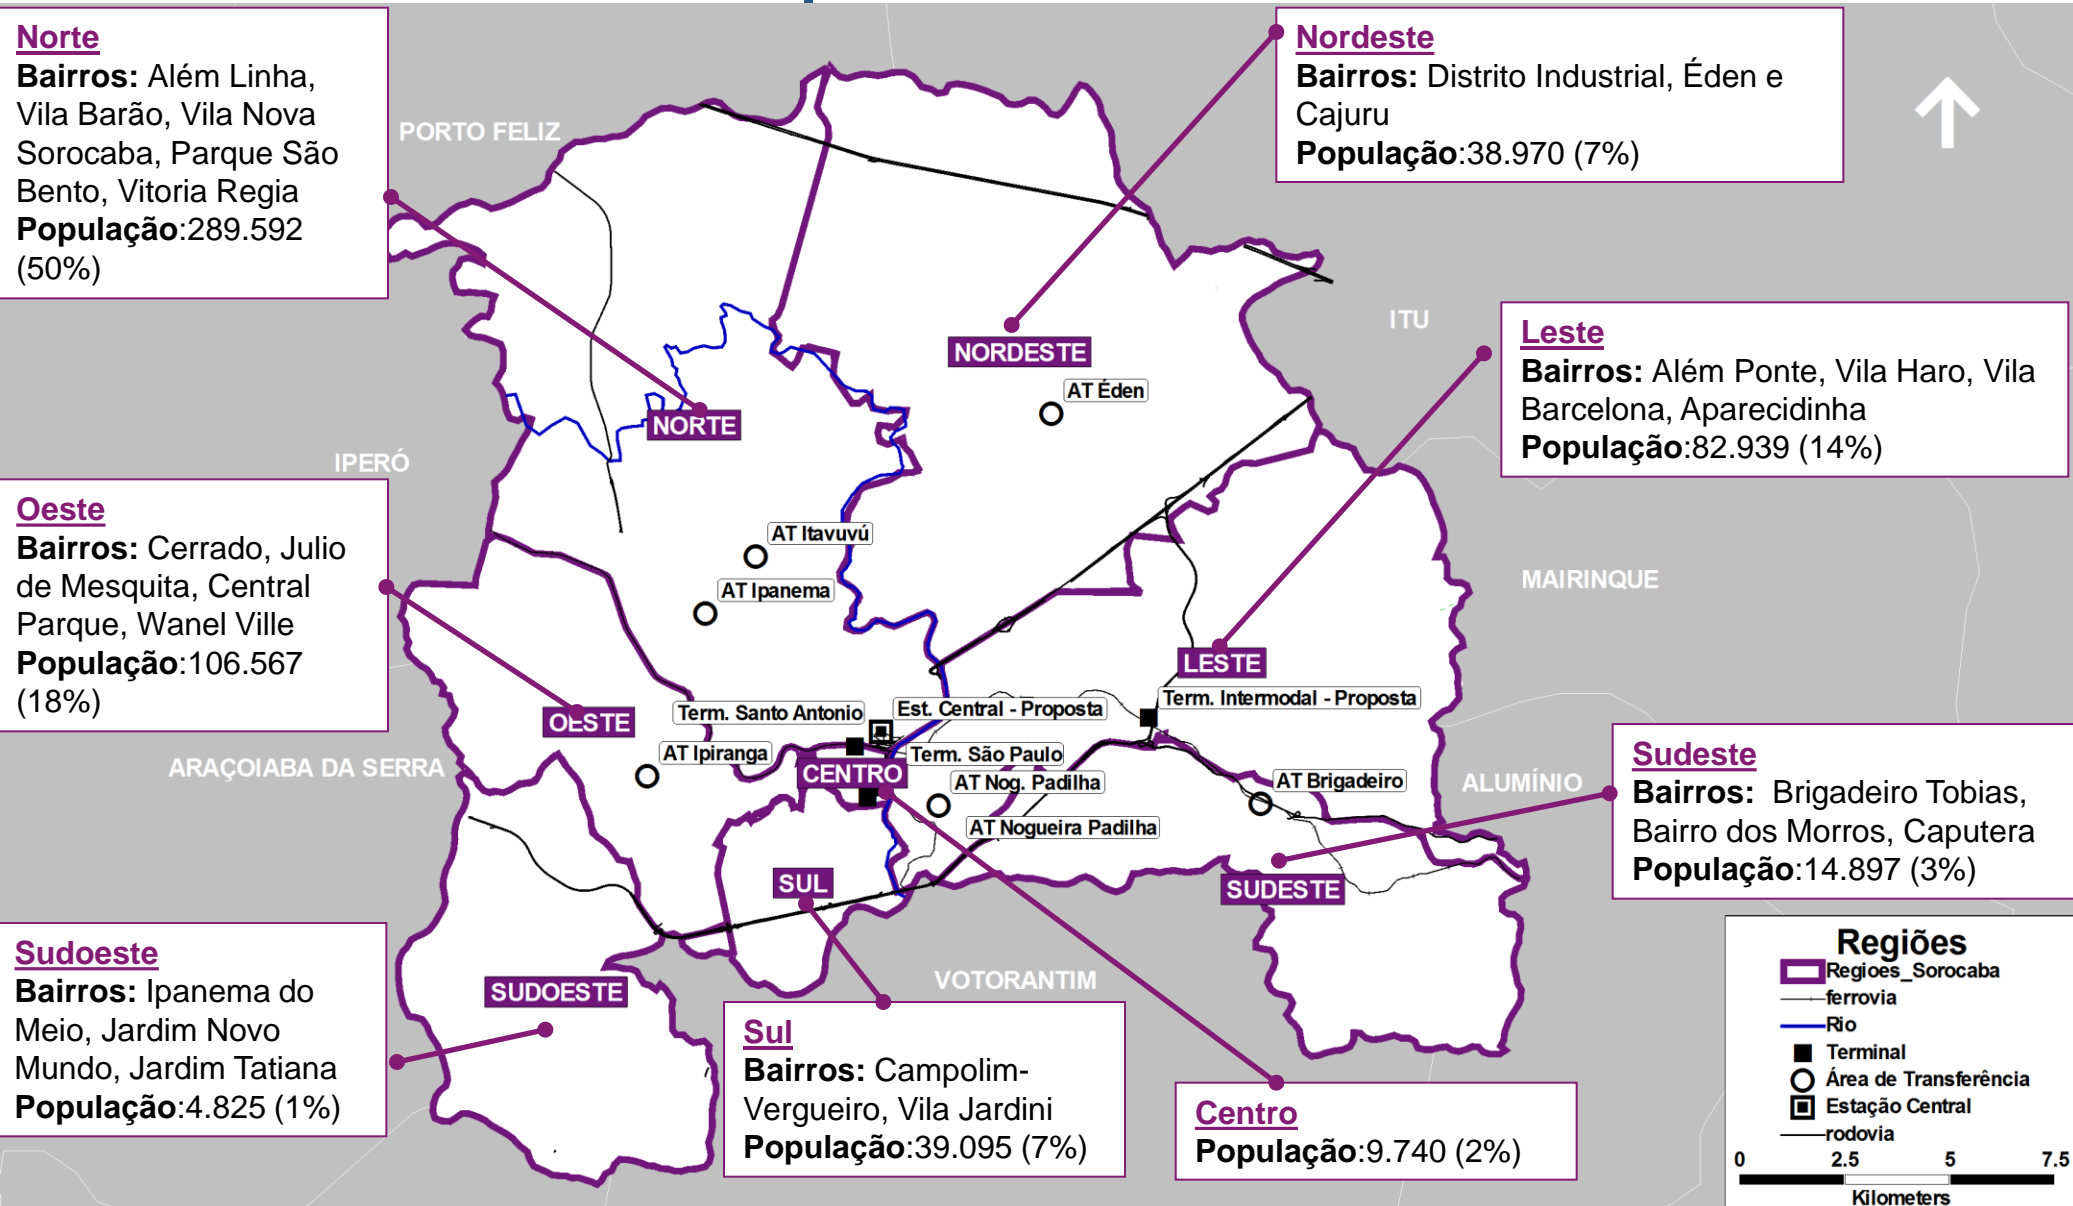 Norte
Bairros: Além Linha,
Vila Barão, Vila Nova
Sorocaba, Parque São
Bento, Vitoria Regia
População:289.592
(50%)
Nordeste
Bairros: Distrito Industrial, Éden e
Cajuru
População:38.970 (7%)
PORTO FELIZ
ITU
Leste
Bairros: Além Ponte, Vila Haro, Vila
Barcelona, Aparecidinha
População:82.939 (14%)
NORDESTE
AT Éden
NORTE
IPERÓ
Oeste
Bairros: Cerrado, Julio
de Mesquita, Central
Parque, Wanel Ville
População:106.567
(18%)
AT Itavuvú
AT Ipanema
MAIRINQUE
LESTE
Term. Intermodal - Proposta
OESTE
Term. Santo Antonio
Est. Central - Proposta
AT Ipiranga
Term. São Paulo
CENTRO
AT Nog. Padilha
AT Nogueira Padilha
AT Brigadeiro
ARAÇOIABA DA SERRA
ALUMÍNIO
Sudeste
Bairros:  Brigadeiro Tobias,
Bairro dos Morros, Caputera
População:14.897 (3%)
SUL
SUDESTE
Sudoeste
Bairros: Ipanema do
Meio, Jardim Novo
Mundo, Jardim Tatiana
População:4.825 (1%)
SUDOESTE
VOTORANTIM
Sul
Bairros: Campolim-
Vergueiro, Vila Jardini
População:39.095 (7%)
Centro
População:9.740 (2%)
Regiões
Regioes_Sorocaba
ferrovia
Rio
Terminal
Área de Transferência
Estação Central
rodovia
0 2.5 5 7.5
Kilometers